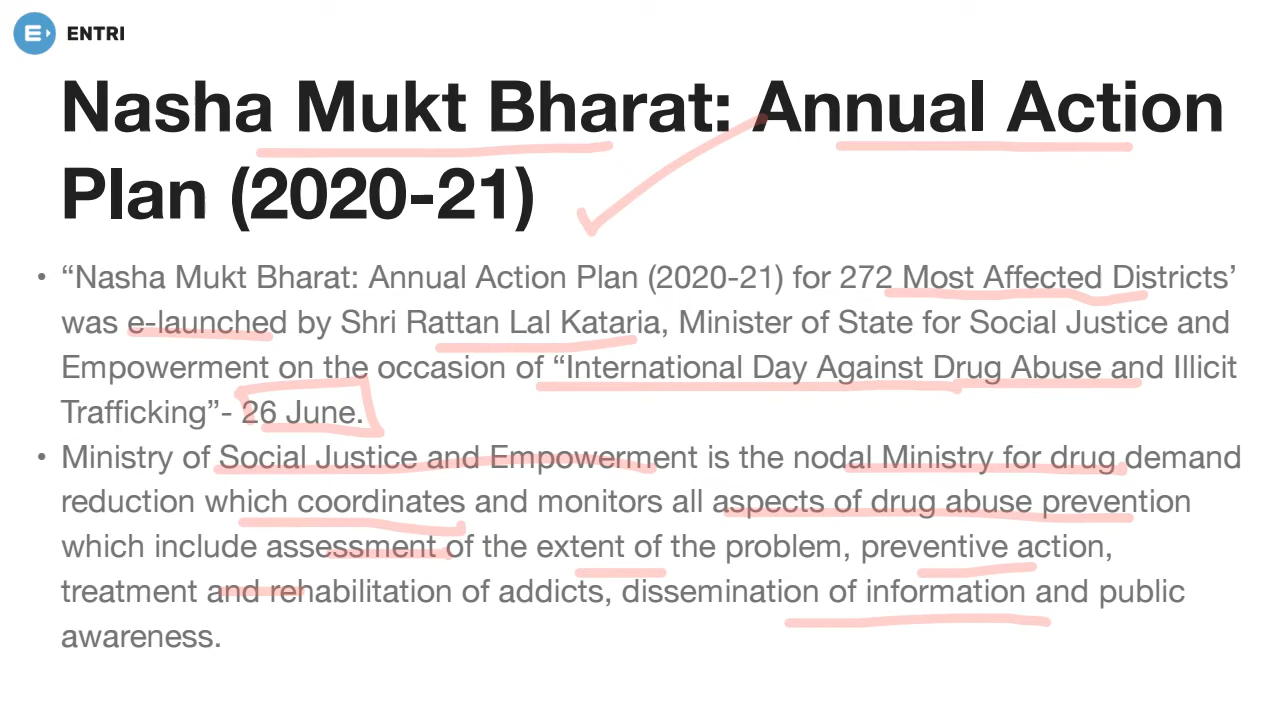 ENTRI
Nasha Mukt Bharat: Annual Action
Plan (2020-21)
• “Nasha Mukt Bharat: Annual Action Plan (2020-21) for 272 Most Affected Districts’
was e-launched by Shri Rattan Lal Kataria, Minister of State for Social Justice and
Empowerment on the occasion of “International Day Against Drug Abuse and Illicit
Trafficking”- 26 June.
• Ministry of Social Justice and Empowerment is the nodal Ministry for drug demand
reduction which coordinates and monitors all aspects of drug abuse prevention
which include assessment of the extent of the problem, preventive action,
treatment and rehabilitation of addicts, dissemination of information and public
awareness.